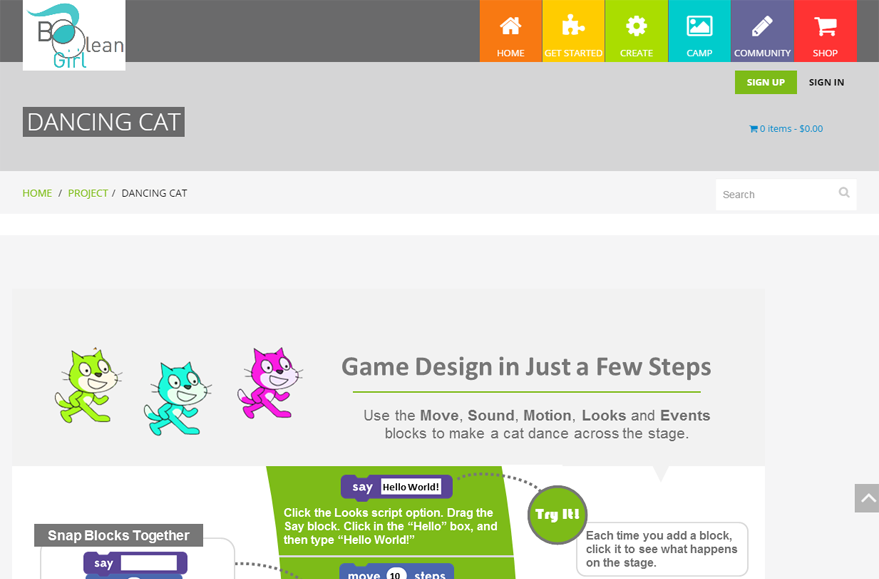 Boolean
Girl
HOME
GET STARTED
CREATE
CAMP
COMMUNITY
SHOP
SIGN UP
SIGN IN
DANCING CAT
0 items - $0.00
HOME / PROJECT / DANCING CAT
Search
Game Design in Just a Few Steps
Use the Move, Sound, Motion, Looks and Events
blocks to make a cat dance across the stage.
say Hello World!
Click the Looks script option. Drag the
Say block. Click in the “Hello” box, and
then type “Hello World!”
Try It!
Each time you add a block,
click it to see what happens
on the stage.
Snap Blocks Together
say
move 10 steps